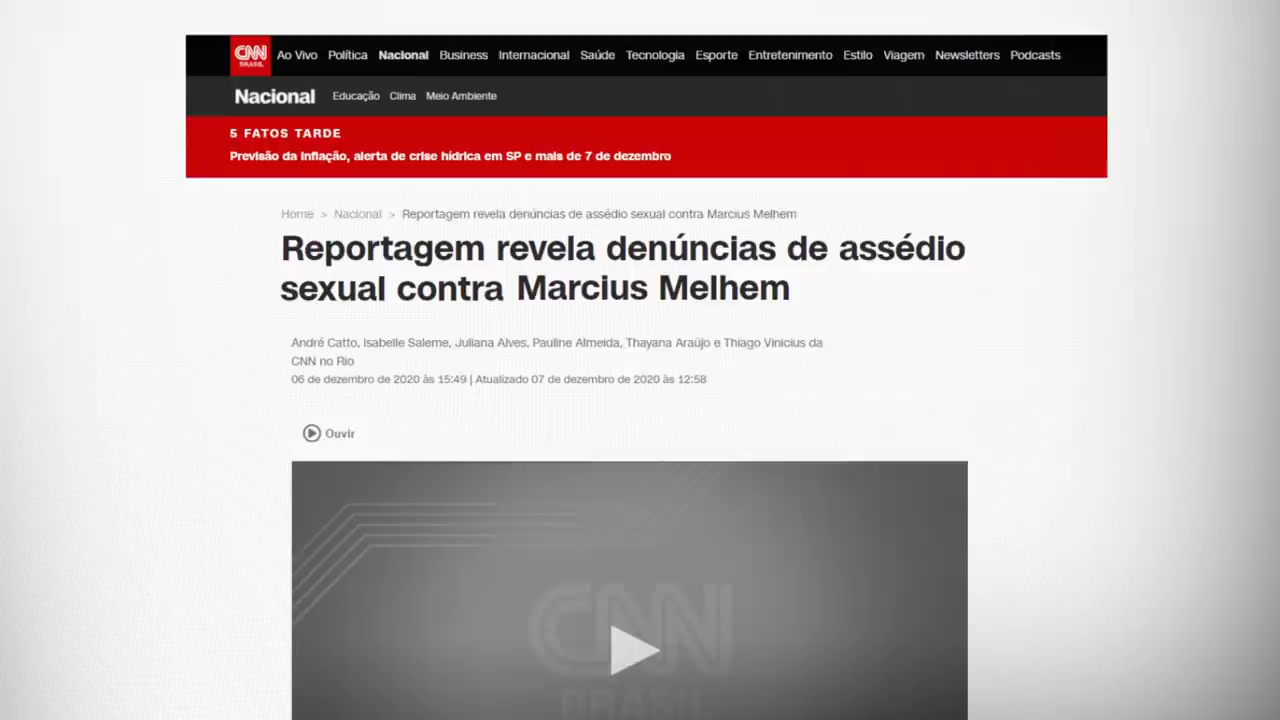 CNN Ao Vivo Política Nacional Business Internacional Saúde Tecnologia Esporte Entretenimento Estilo Viagem Newsletters Podcasts
BRASIL
Nacional Educação Clima Meio Ambiente
5 FATOS TARDE
Previsão da inflação, alerta de crise hídrica em SP e mais de 7 de dezembro
Home > Nacional > Reportagem revela denúncias de assédio sexual contra Marcius Melhem
Reportagem revela denúncias de assédio
sexual contra Marcius Melhem
André Catto, Isabelle Saleme, Juliana Alves, Pauline Almeida, Thayana Araújo e Thiago Vinicius da
CNN no Rio
06 de dezembro de 2020 às 15:49 | Atualizado 07 de dezembro de 2020 às 12:58
Ouvir
CNN
BRASIL